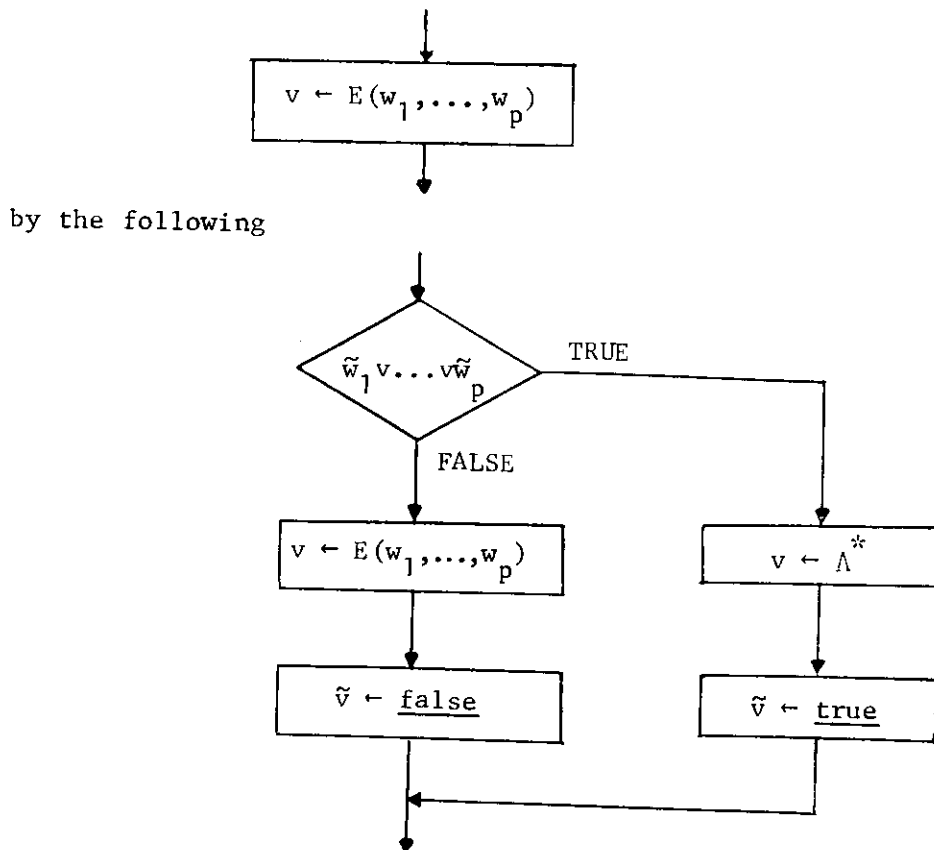 v ← E(w₁,...,wₚ)
by the following
w̃₁ v...v w̃ₚ
TRUE
FALSE
v ← E(w₁,...,wₚ)
v ← Λ*
ṽ ← false
ṽ ← true